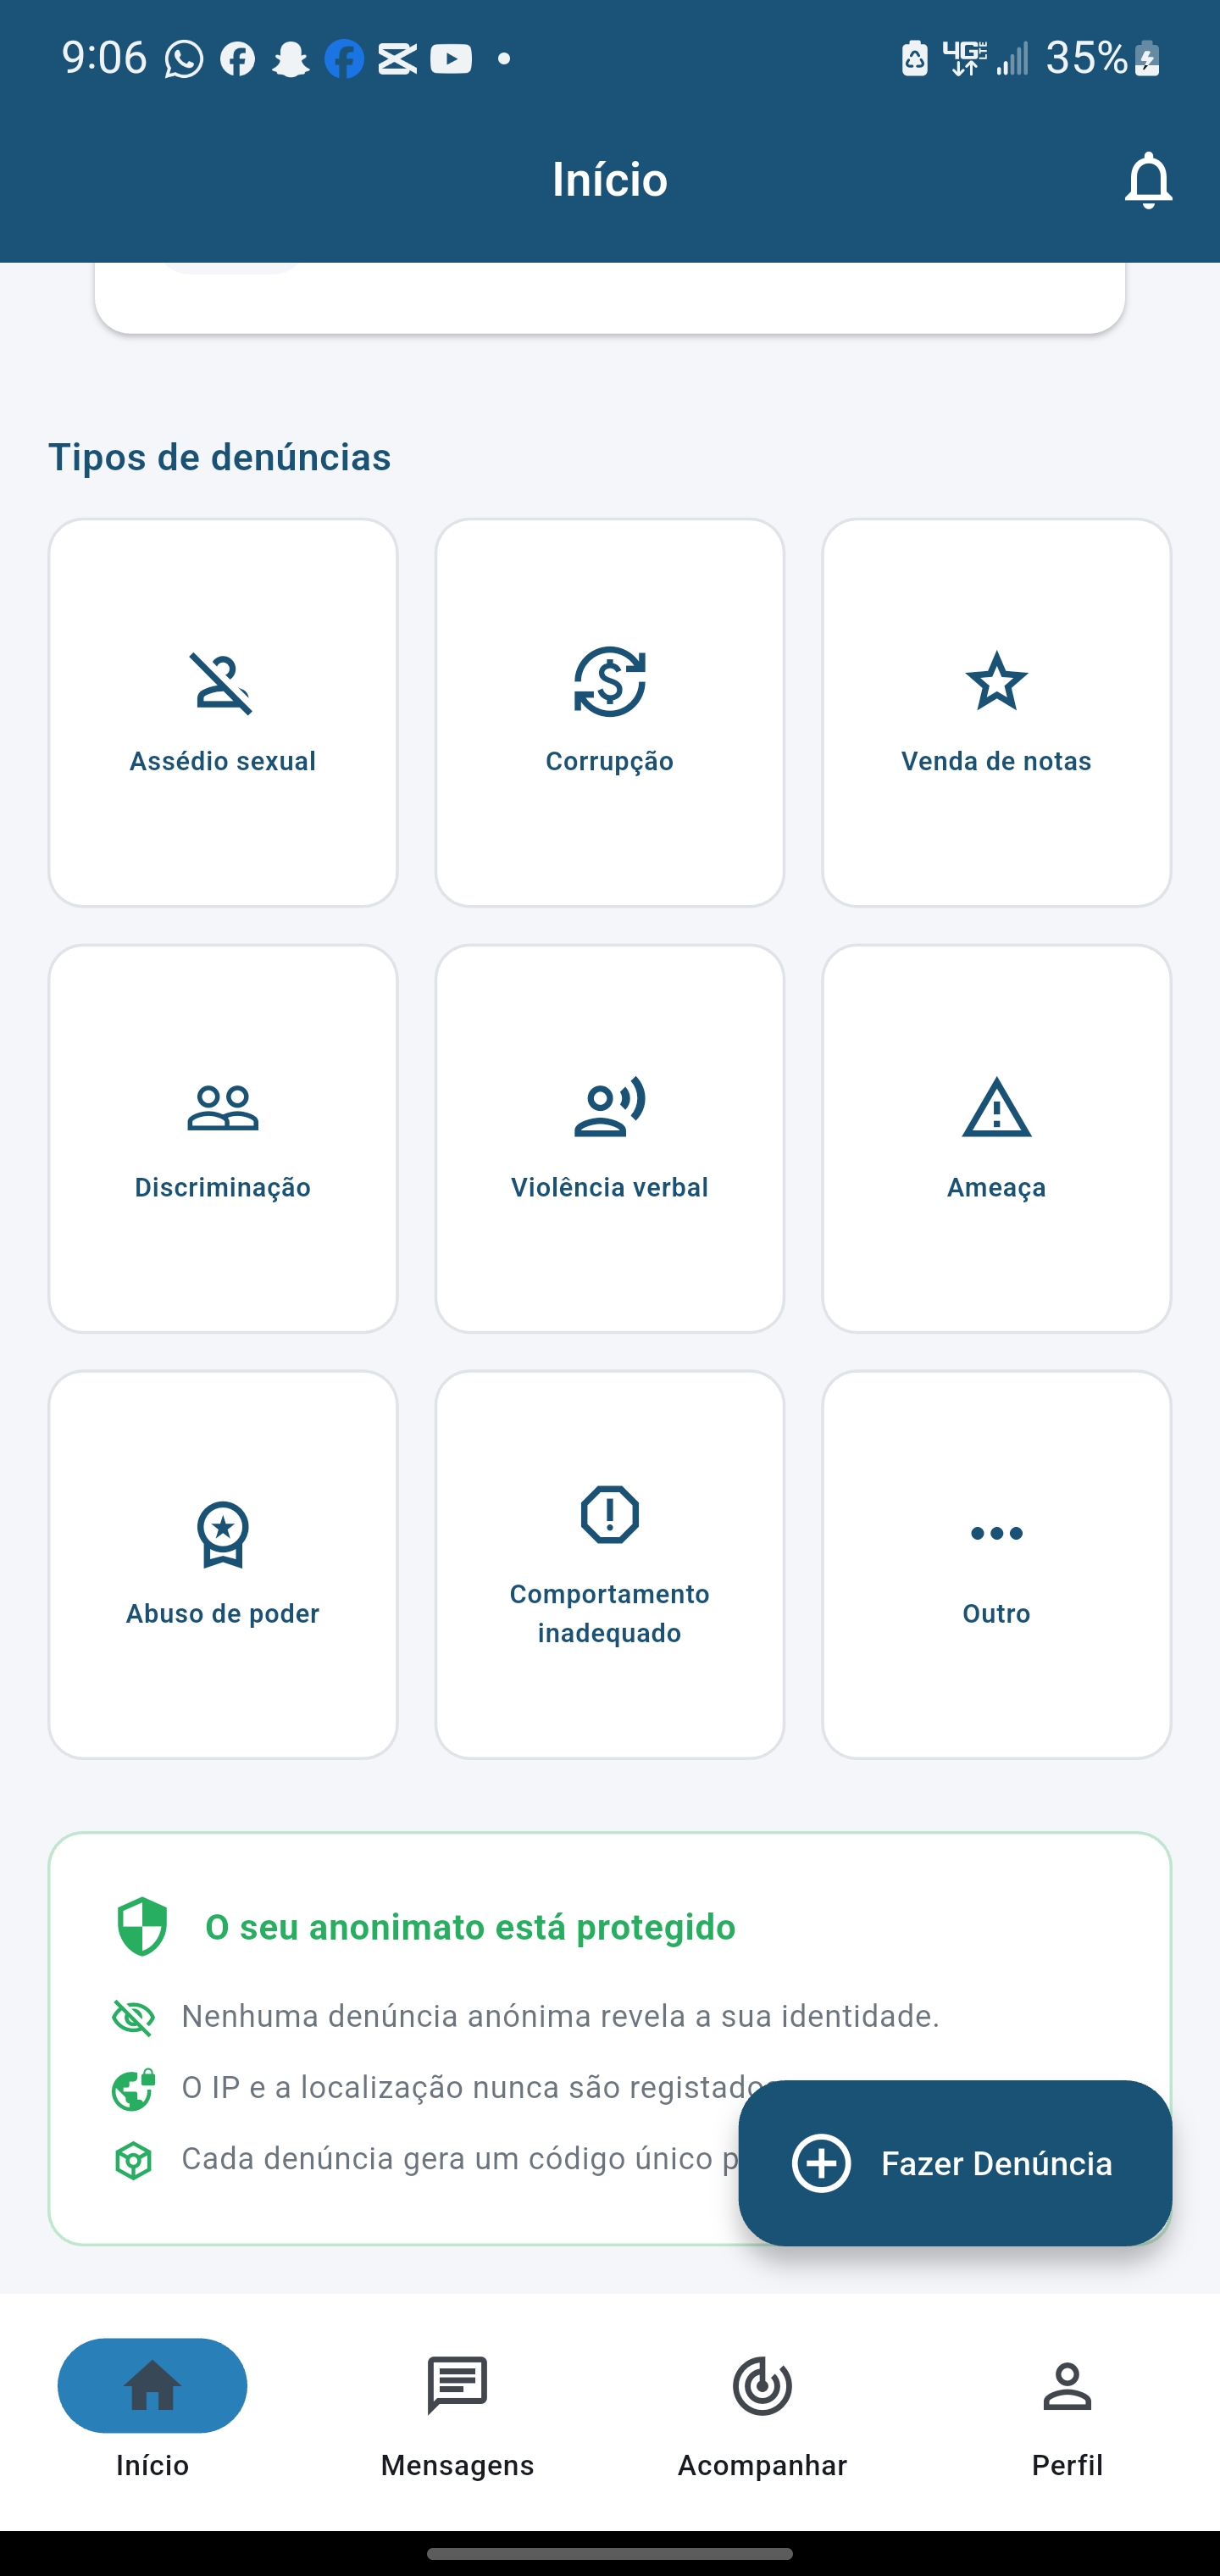 9:06
4G LTE
35%
Início
Tipos de denúncias
Assédio sexual
Corrupção
Venda de notas
Discriminação
Violência verbal
Ameaça
Abuso de poder
Comportamento
inadequado
Outro
O seu anonimato está protegido
Nenhuma denúncia anónima revela a sua identidade.
O IP e a localização nunca são
Cada denúncia gera um código único
Fazer Denúncia
Início
Mensagens
Acompanhar
Perfil